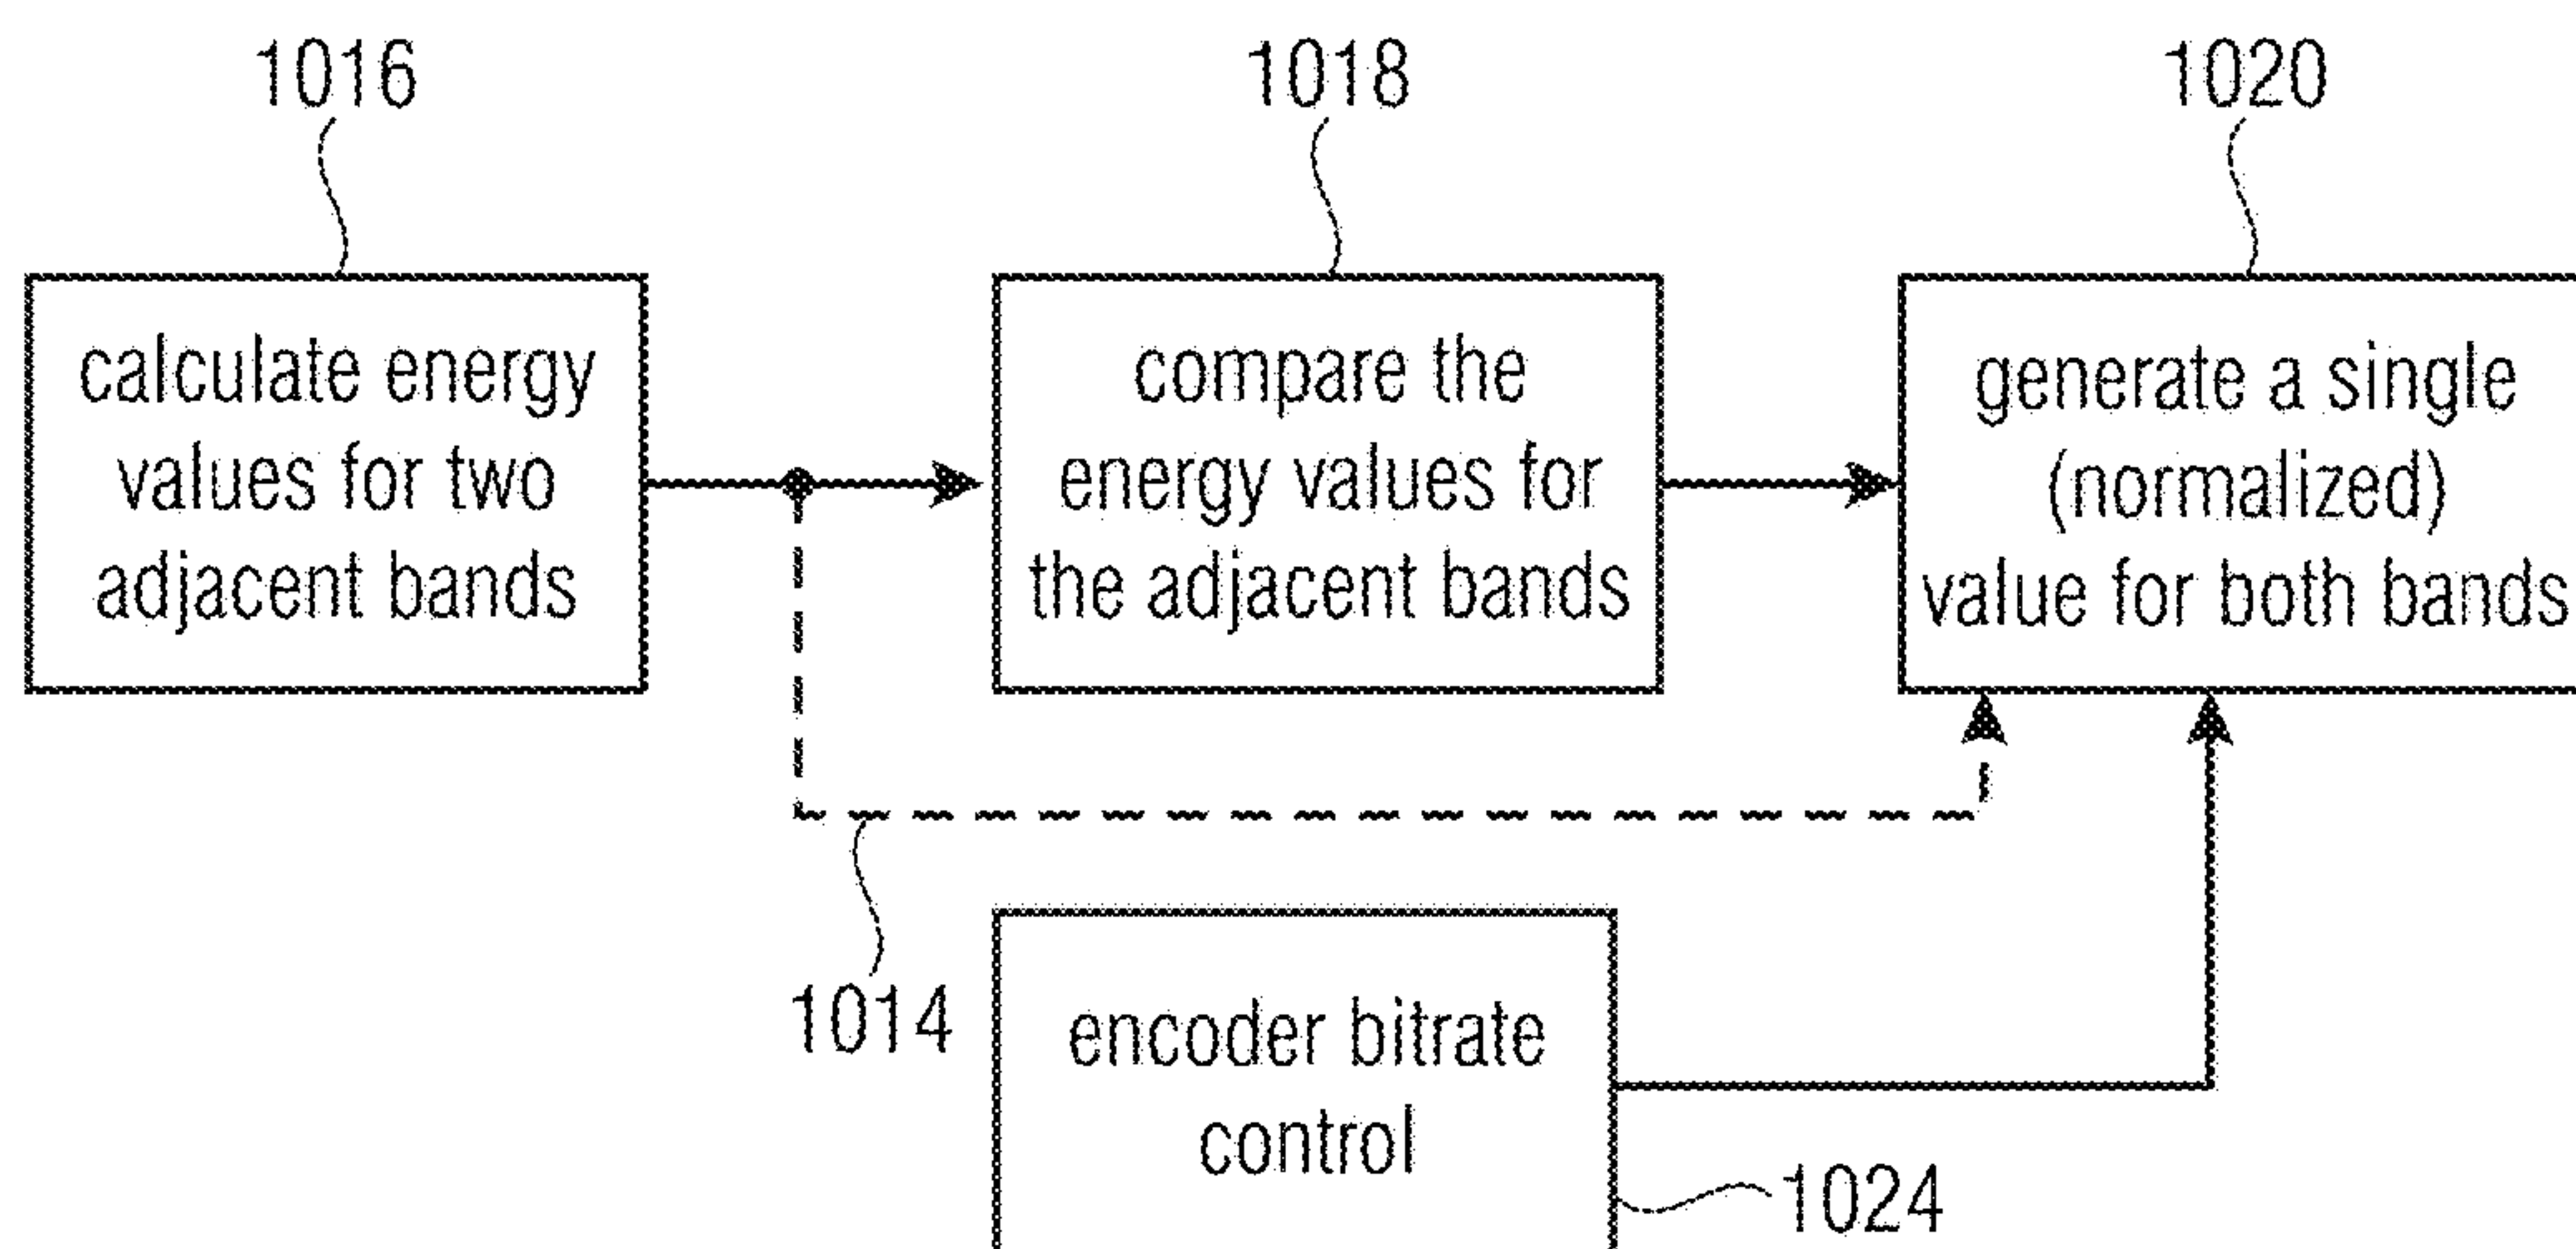 1016
1018
1020
calculate energy
values for two
adjacent bands
compare the
energy values for
the adjacent bands
generate a single
(normalized)
value for both bands
1014
encoder bitrate
control
1024